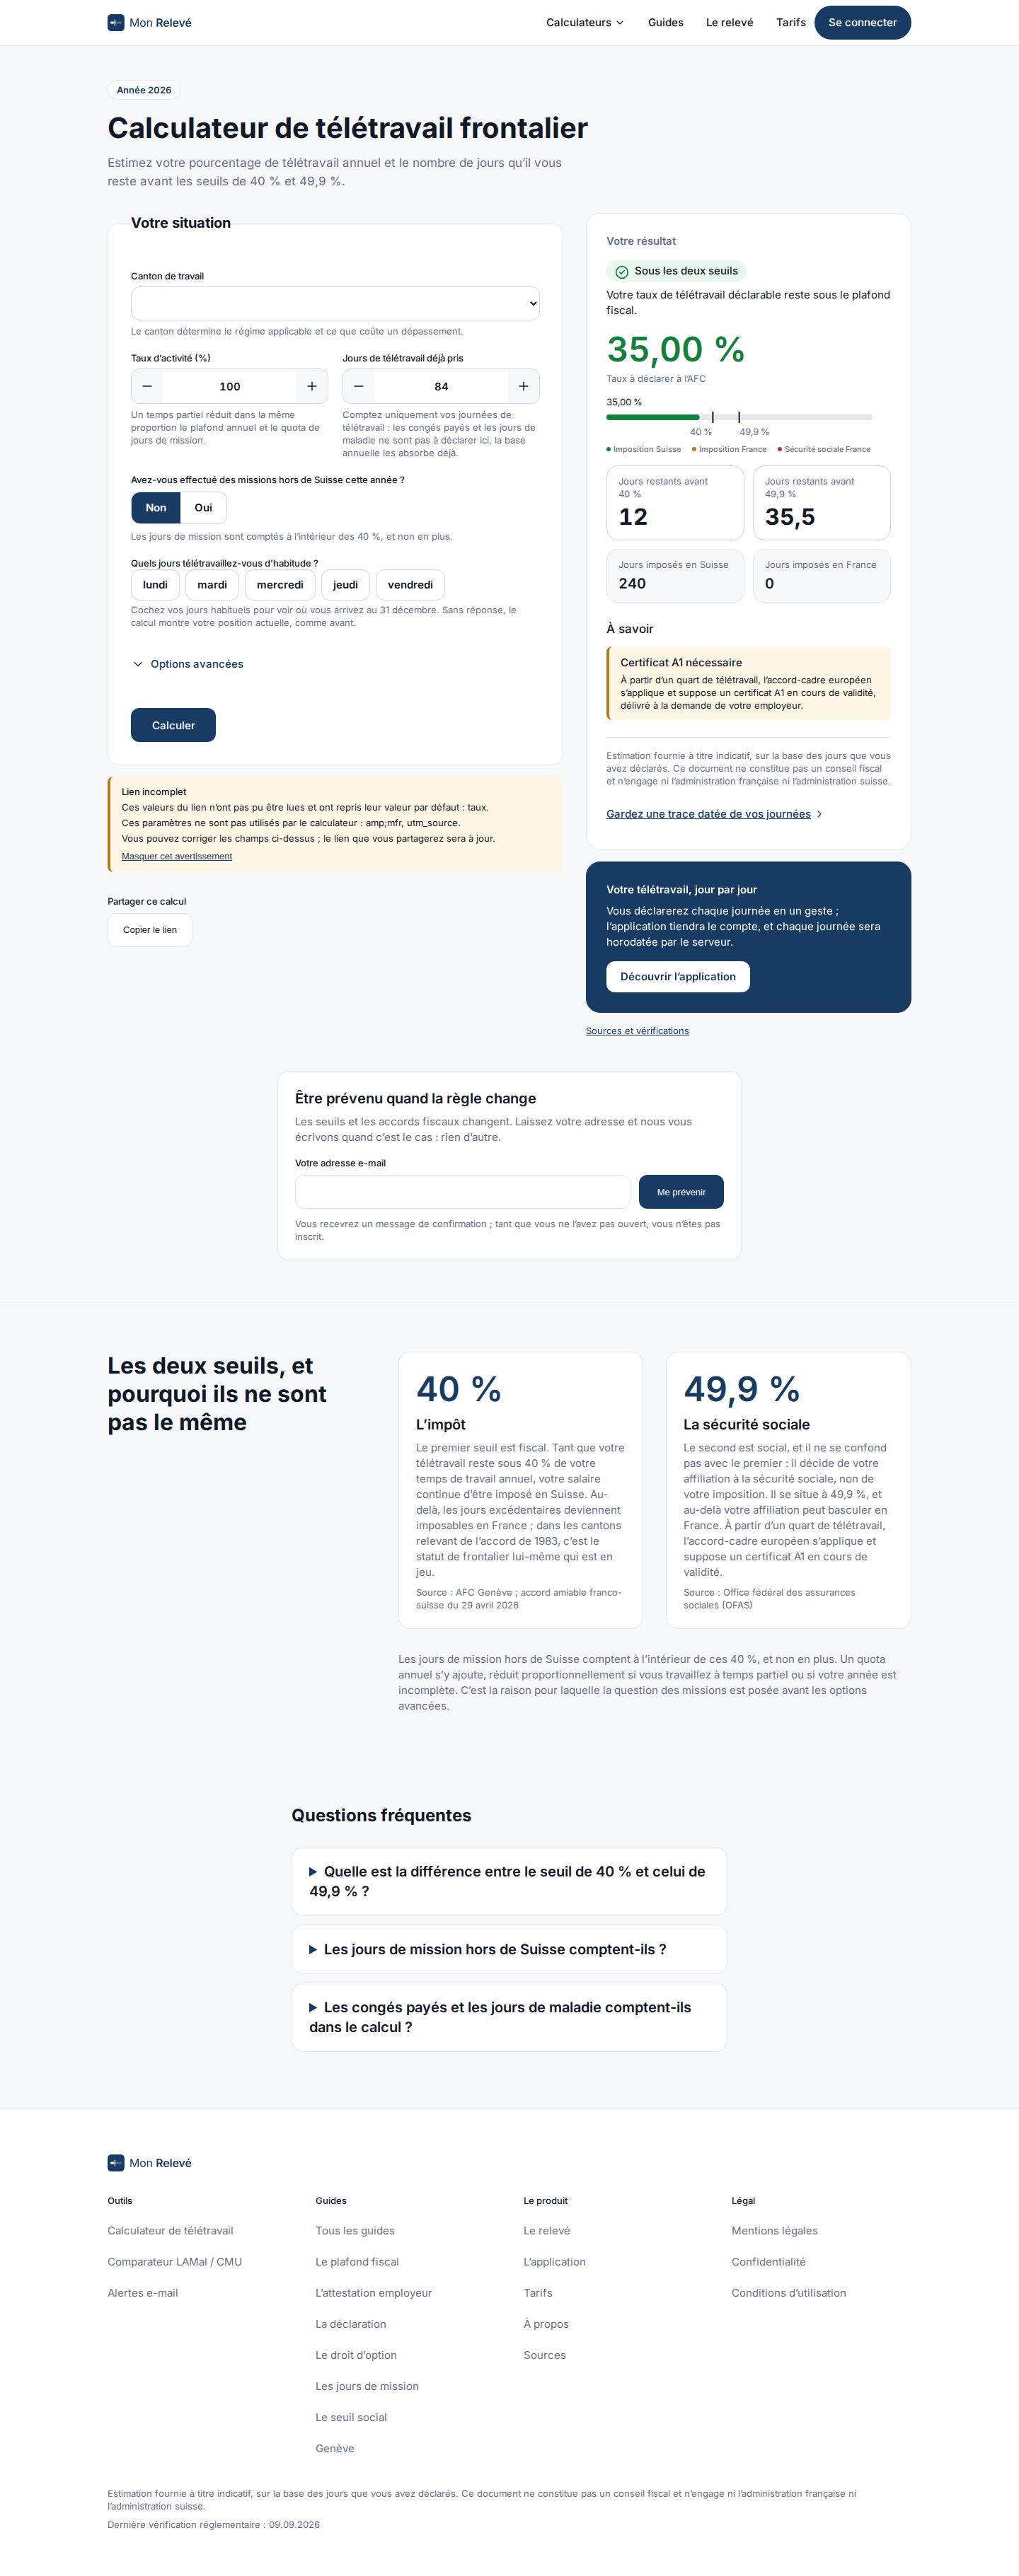 Mon Relevé
Calculateurs
Guides
Le relevé
Tarifs
Se connecter
Année 2026
Calculateur de télétravail frontalier
Estimez votre pourcentage de télétravail annuel et le nombre de jours qu’il vous
reste avant les seuils de 40 % et 49,9 %.
Votre situation
Canton de travail
Le canton détermine le régime applicable et ce que coûte un dépassement.
Taux d’activité (%)
− 100 +
Un temps partiel réduit dans la même
proportion le plafond annuel et le quota de
jours de mission.
Jours de télétravail déjà pris
− 84 +
Comptez uniquement vos journées de
télétravail : les congés payés et les jours de
maladie ne sont pas à déclarer ici, la base
annuelle les absorbe déjà.
Avez-vous effectué des missions hors de Suisse cette année ?
Non Oui
Les jours de mission sont comptés à l’intérieur des 40 %, et non en plus.
Quels jours télétravaillez-vous d’habitude ?
lundi mardi mercredi jeudi vendredi
Cochez vos jours habituels pour voir où vous arrivez au 31 décembre. Sans réponse, le
calcul montre votre position actuelle, comme avant.
Options avancées
Calculer
Lien incomplet
Ces valeurs du lien n’ont pas pu être lues et ont repris leur valeur par défaut : taux.
Ces paramètres ne sont pas utilisés par le calculateur : amp;mfr, utm_source.
Vous pouvez corriger les champs ci-dessus ; le lien que vous partagerez sera à jour.
Masquer cet avertissement
Partager ce calcul
Copier le lien
Votre résultat
Sous les deux seuils
Votre taux de télétravail déclarable reste sous le plafond
fiscal.
35,00 %
Taux à déclarer à l’AFC
35,00 %
40 % 49,9 %
Imposition Suisse Imposition France Sécurité sociale France
Jours restants avant
40 %
12
Jours restants avant
49,9 %
35,5
Jours imposés en Suisse
240
Jours imposés en France
0
À savoir
Certificat A1 nécessaire
À partir d’un quart de télétravail, l’accord-cadre européen
s’applique et suppose un certificat A1 en cours de validité,
délivré à la demande de votre employeur.
Estimation fournie à titre indicatif, sur la base des jours que vous
avez déclarés. Ce document ne constitue pas un conseil fiscal
et n’engage ni l’administration française ni l’administration suisse.
Gardez une trace datée de vos journées
Votre télétravail, jour par jour
Vous déclarerez chaque journée en un geste ;
l’application tiendra le compte, et chaque journée sera
horodatée par le serveur.
Découvrir l’application
Sources et vérifications
Être prévenu quand la règle change
Les seuils et les accords fiscaux changent. Laissez votre adresse et nous vous
écrivons quand c’est le cas : rien d’autre.
Votre adresse e-mail
Me prévenir
Vous recevrez un message de confirmation ; tant que vous ne l’avez pas ouvert, vous n’êtes pas
inscrit.
Les deux seuils, et
pourquoi ils ne sont
pas le même
40 %
L’impôt
Le premier seuil est fiscal. Tant que votre
télétravail reste sous 40 % de votre
temps de travail annuel, votre salaire
continue d’être imposé en Suisse. Au-
delà, les jours excédentaires deviennent
imposables en France ; dans les cantons
relevant de l’accord de 1983, c’est le
statut de frontalier lui-même qui est en
jeu.
Source : AFC Genève ; accord amiable franco-
suisse du 29 avril 2026
49,9 %
La sécurité sociale
Le second est social, et il ne se confond
pas avec le premier : il décide de votre
affiliation à la sécurité sociale, non de
votre imposition. Il se situe à 49,9 %, et
au-delà votre affiliation peut basculer en
France. À partir d’un quart de télétravail,
l’accord-cadre européen s’applique et
suppose un certificat A1 en cours de
validité.
Source : Office fédéral des assurances
sociales (OFAS)
Les jours de mission hors de Suisse comptent à l’intérieur de ces 40 %, et non en plus. Un quota
annuel s’y ajoute, réduit proportionnellement si vous travaillez à temps partiel ou si votre année est
incomplète. C’est la raison pour laquelle la question des missions est posée avant les options
avancées.
Questions fréquentes
Quelle est la différence entre le seuil de 40 % et celui de
49,9 % ?
Les jours de mission hors de Suisse comptent-ils ?
Les congés payés et les jours de maladie comptent-ils
dans le calcul ?
Mon Relevé
Outils
Calculateur de télétravail
Comparateur LAMal / CMU
Alertes e-mail
Guides
Tous les guides
Le plafond fiscal
L’attestation employeur
La déclaration
Le droit d’option
Les jours de mission
Le seuil social
Genève
Le produit
Le relevé
L’application
Tarifs
À propos
Sources
Légal
Mentions légales
Confidentialité
Conditions d’utilisation
Estimation fournie à titre indicatif, sur la base des jours que vous avez déclarés. Ce document ne constitue pas un conseil fiscal et n’engage ni l’administration française ni
l’administration suisse.
Dernière vérification réglementaire : 09.09.2026